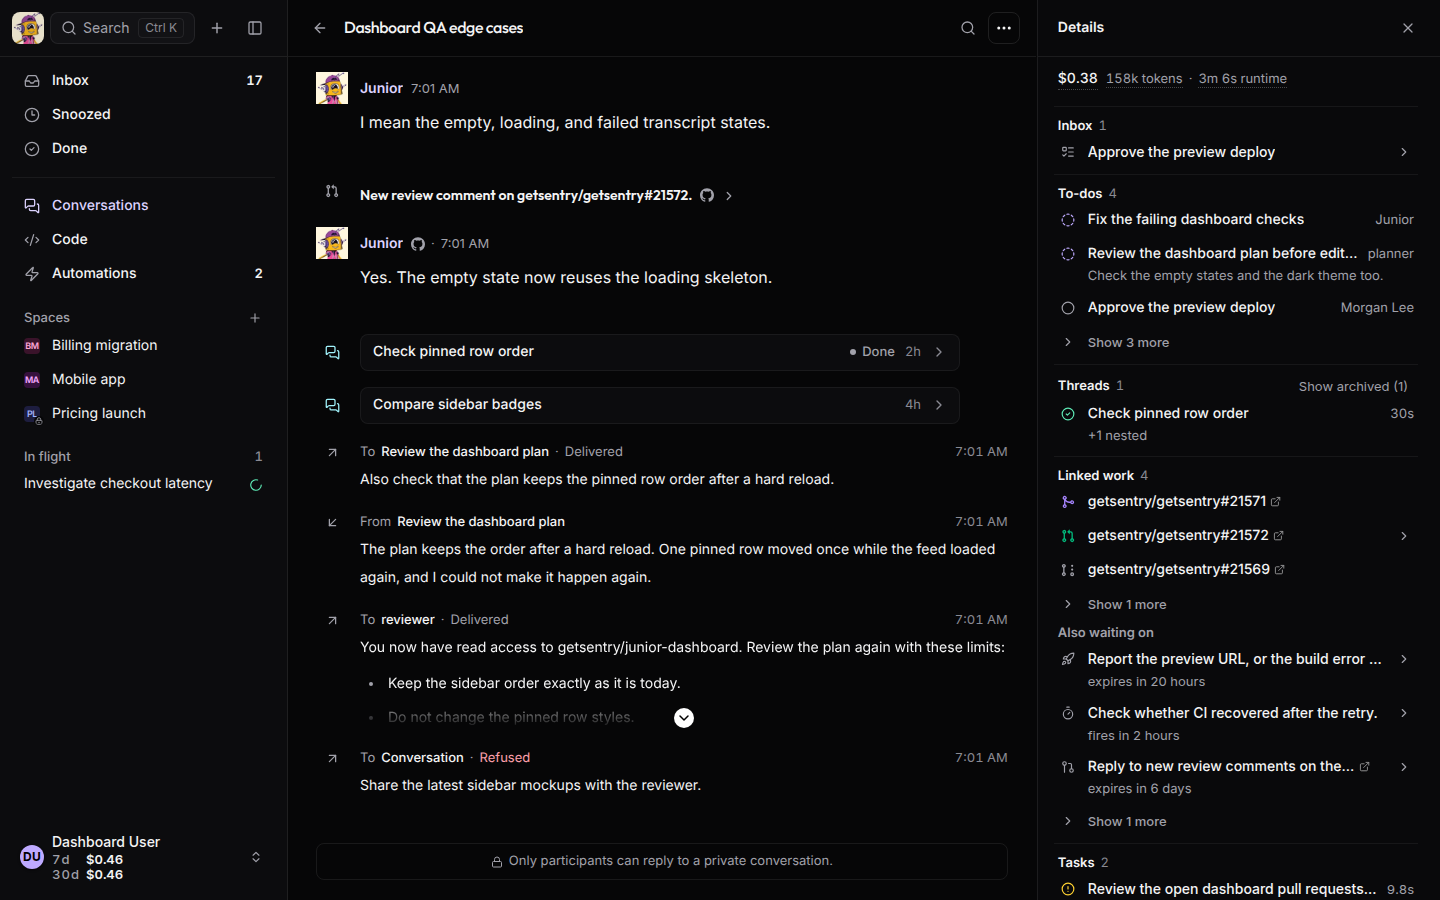 Search Ctrl K
Inbox 17
Snoozed
Done
Conversations
Code
Automations 2
Spaces
BM Billing migration
MA Mobile app
PL Pricing launch
In flight 1
Investigate checkout latency
DU Dashboard User
7d $0.46
30d $0.46
Dashboard QA edge cases
Junior 7:01 AM
I mean the empty, loading, and failed transcript states.
New review comment on getsentry/getsentry#21572.
Junior · 7:01 AM
Yes. The empty state now reuses the loading skeleton.
Check pinned row order Done 2h
Compare sidebar badges 4h
To Review the dashboard plan · Delivered 7:01 AM
Also check that the plan keeps the pinned row order after a hard reload.
From Review the dashboard plan 7:01 AM
The plan keeps the order after a hard reload. One pinned row moved once while the feed loaded
again, and I could not make it happen again.
To reviewer · Delivered 7:01 AM
You now have read access to getsentry/junior-dashboard. Review the plan again with these limits:
• Keep the sidebar order exactly as it is today.
• Do not change the pinned row styles.
To Conversation · Refused 7:01 AM
Share the latest sidebar mockups with the reviewer.
Only participants can reply to a private conversation.
Details
$0.38 158k tokens · 3m 6s runtime
Inbox 1
Approve the preview deploy
To-dos 4
Fix the failing dashboard checks Junior
Review the dashboard plan before edit... planner
Check the empty states and the dark theme too.
Approve the preview deploy Morgan Lee
Show 3 more
Threads 1 Show archived (1)
Check pinned row order 30s
+1 nested
Linked work 4
getsentry/getsentry#21571
getsentry/getsentry#21572
getsentry/getsentry#21569
Show 1 more
Also waiting on
Report the preview URL, or the build error ...
expires in 20 hours
Check whether CI recovered after the retry.
fires in 2 hours
Reply to new review comments on the...
expires in 6 days
Show 1 more
Tasks 2
Review the open dashboard pull requests... 9.8s